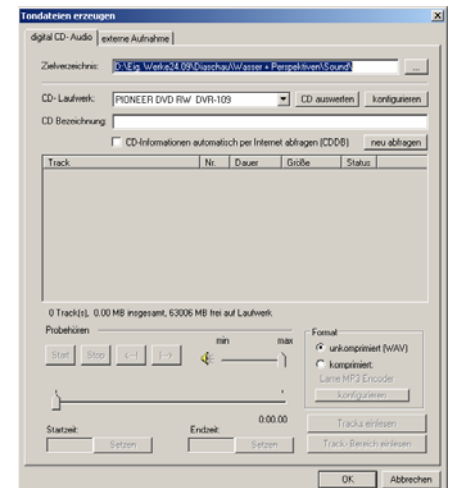 Tondateien erzeugen
digital CD-Audio externe Aufnahme
Zielverzeichnis: D:\Eig. Werke24.09\Diaschau\Wasser + Perspektiven\Sound\ ...
CD-Laufwerk: PIONEER DVD RW DVR-109 CD auswerfen konfigurieren
CD Bezeichnung:
CD-Informationen automatisch per Internet abfragen (CDDB) neu abfragen
Track Nr. Dauer Größe Status
0 Track(s), 0.00 MB insgesamt, 63006 MB frei auf Laufwerk
Probehören
min max
Start Stop <--| |-->
Format
unkomprimiert (WAV)
komprimiert:
Lame MP3 Encoder
konfigurieren
0:00.00
Startzeit: Endzeit:
Setzen Setzen
Tracks einlesen
Track-Bereich einlesen
OK Abbrechen